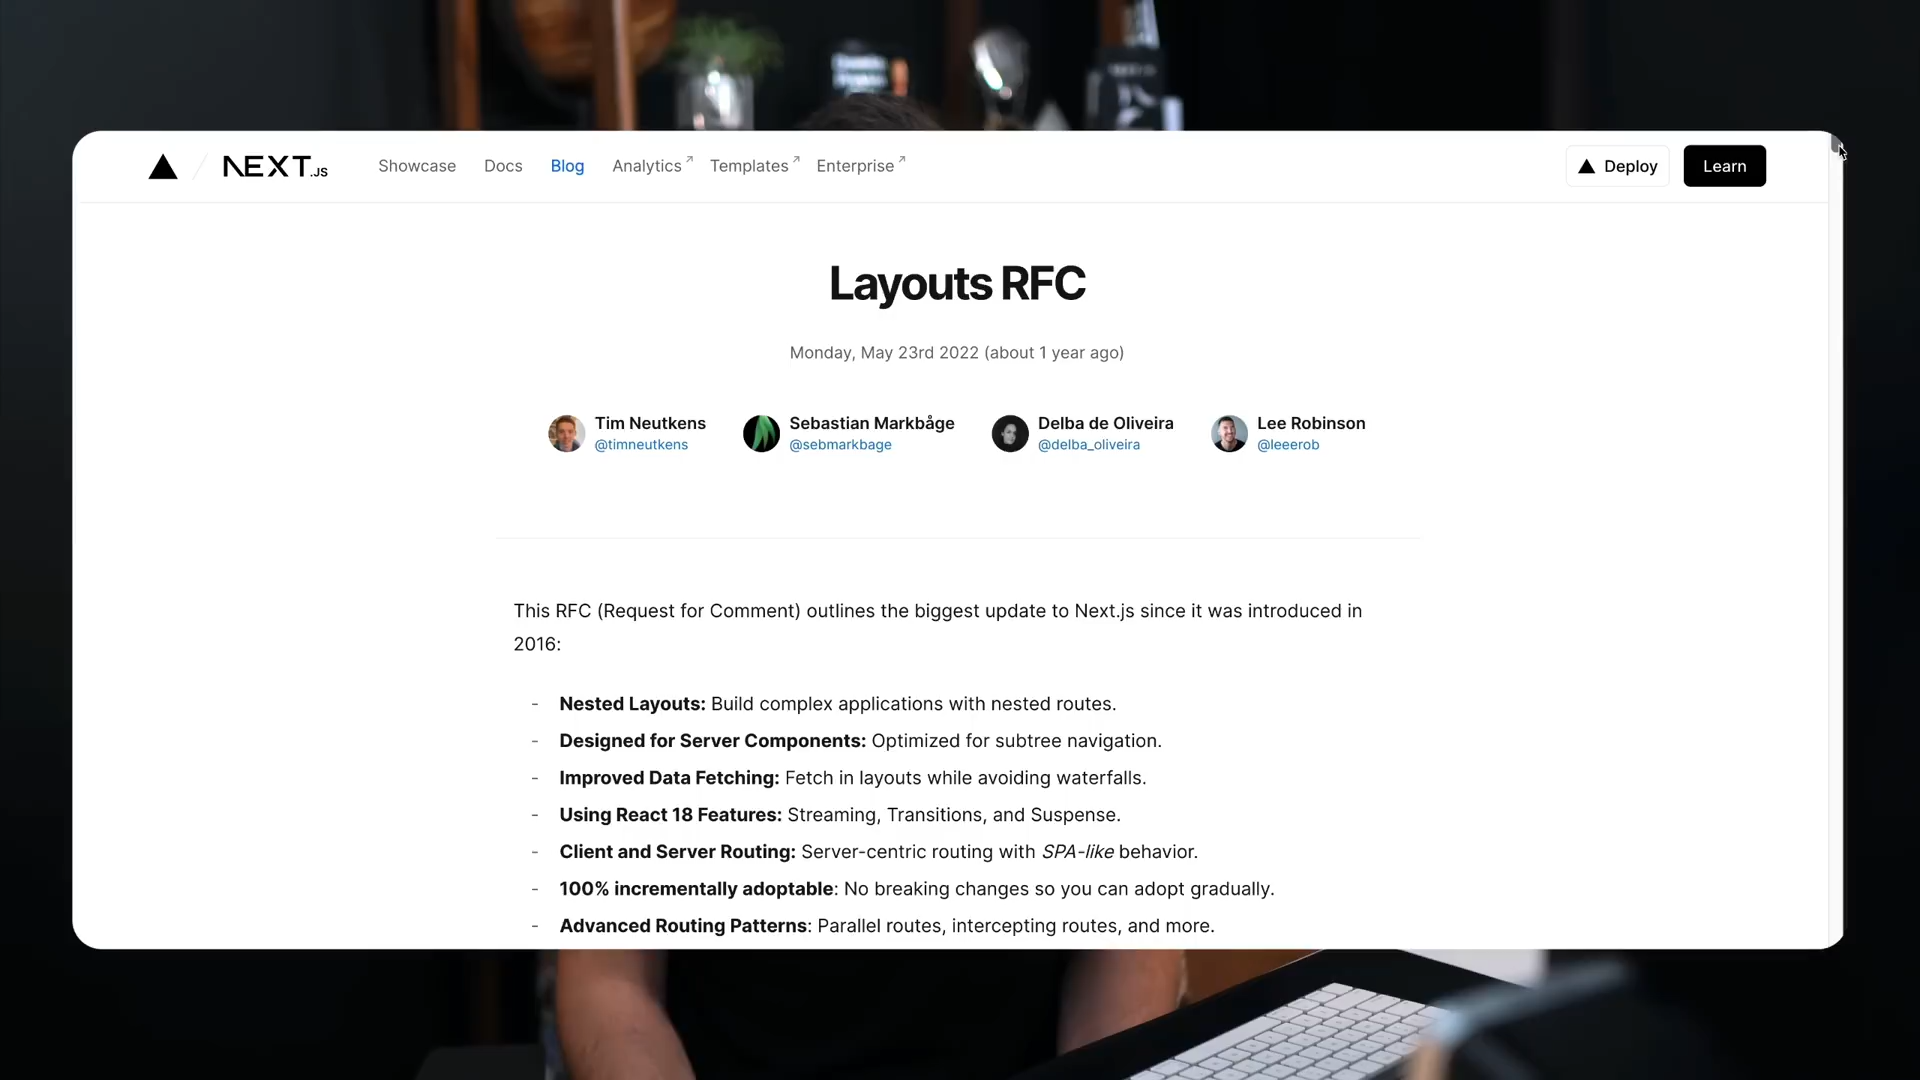 NEXT.JS
Showcase
Docs
Blog
Analytics
Templates
Enterprise
Deploy
Learn
Layouts RFC
Monday, May 23rd 2022 (about 1 year ago)
Tim Neutkens
@timneutkens
Sebastian Markbåge
@sebmarkbage
Delba de Oliveira
@delba_oliveira
Lee Robinson
@leeerob
This RFC (Request for Comment) outlines the biggest update to Next.js since it was introduced in
2016:
- Nested Layouts: Build complex applications with nested routes.
- Designed for Server Components: Optimized for subtree navigation.
- Improved Data Fetching: Fetch in layouts while avoiding waterfalls.
- Using React 18 Features: Streaming, Transitions, and Suspense.
- Client and Server Routing: Server-centric routing with SPA-like behavior.
- 100% incrementally adoptable: No breaking changes so you can adopt gradually.
- Advanced Routing Patterns: Parallel routes, intercepting routes, and more.